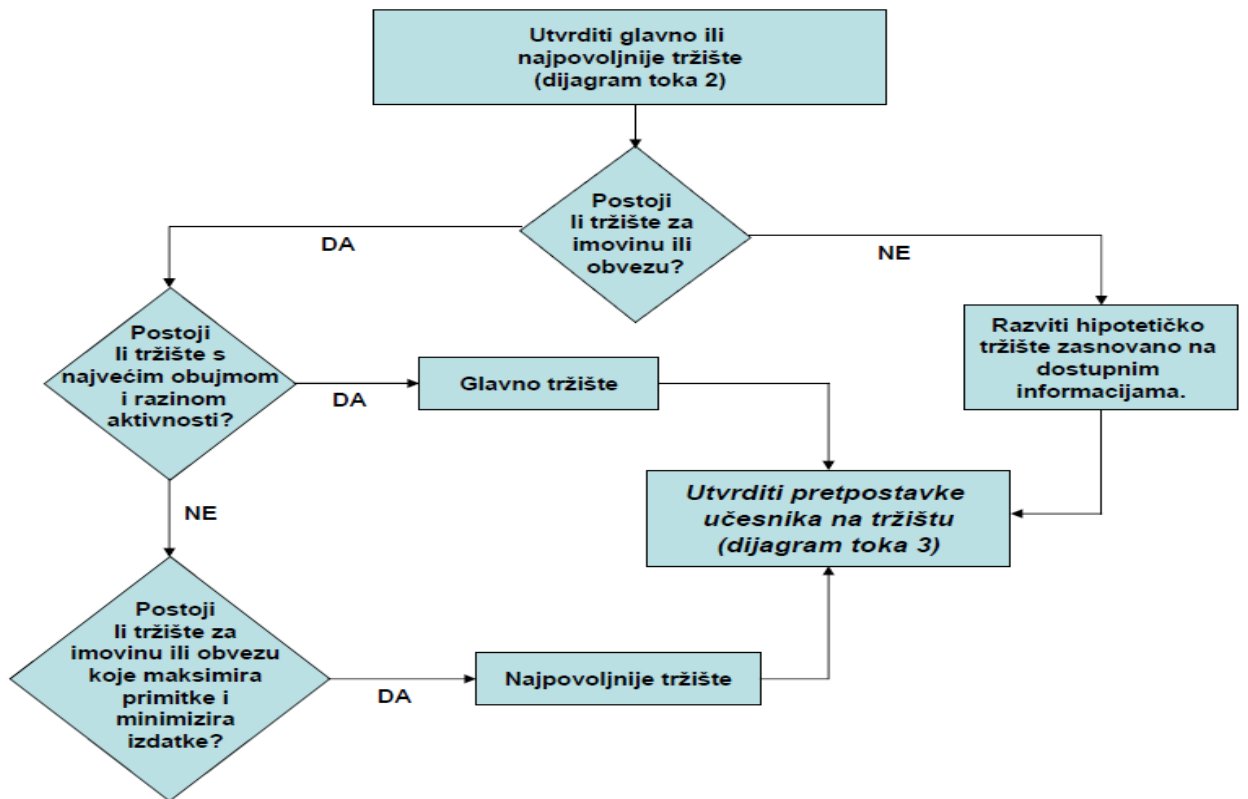 Utvrditi glavno ili
najpovoljnije tržište
(dijagram toka 2)
Postoji
li tržište za
imovinu ili
obvezu?
DA
NE
Postoji
li tržište s
najvećim obujmom
i razinom
aktivnosti?
DA
Glavno tržište
Razviti hipotetičko
tržište zasnovano na
dostupnim
informacijama.
NE
Utvrditi pretpostavke
učesnika na tržištu
(dijagram toka 3)
Postoji
li tržište za
imovinu ili obvezu
koje maksimira
primitke i
minimizira
izdatke?
DA
Najpovoljnije tržište